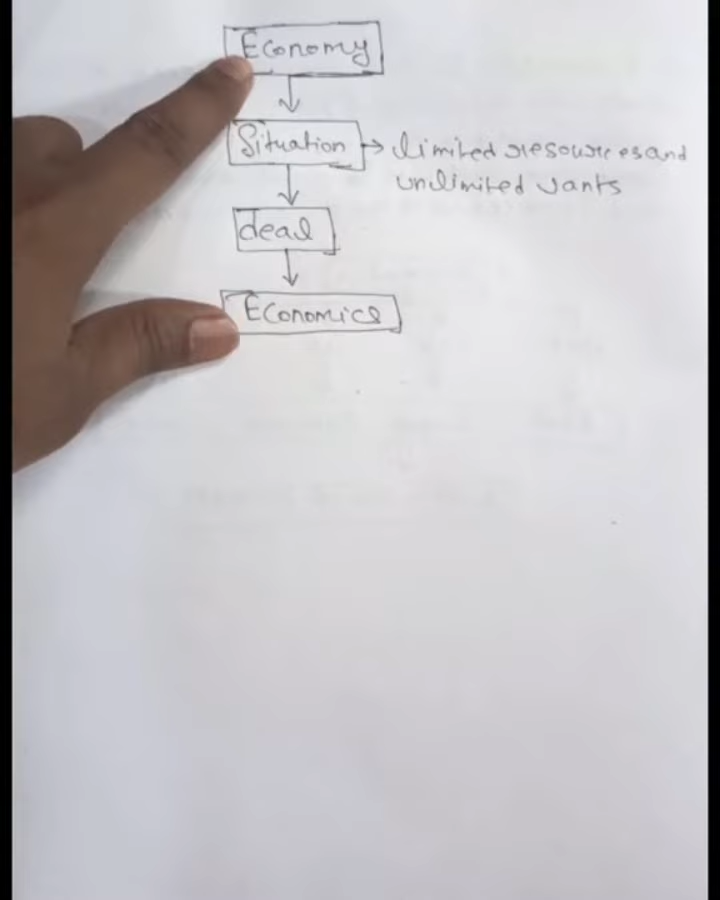 Economy
Situation → limited resources and
unlimited wants
deal
Economics